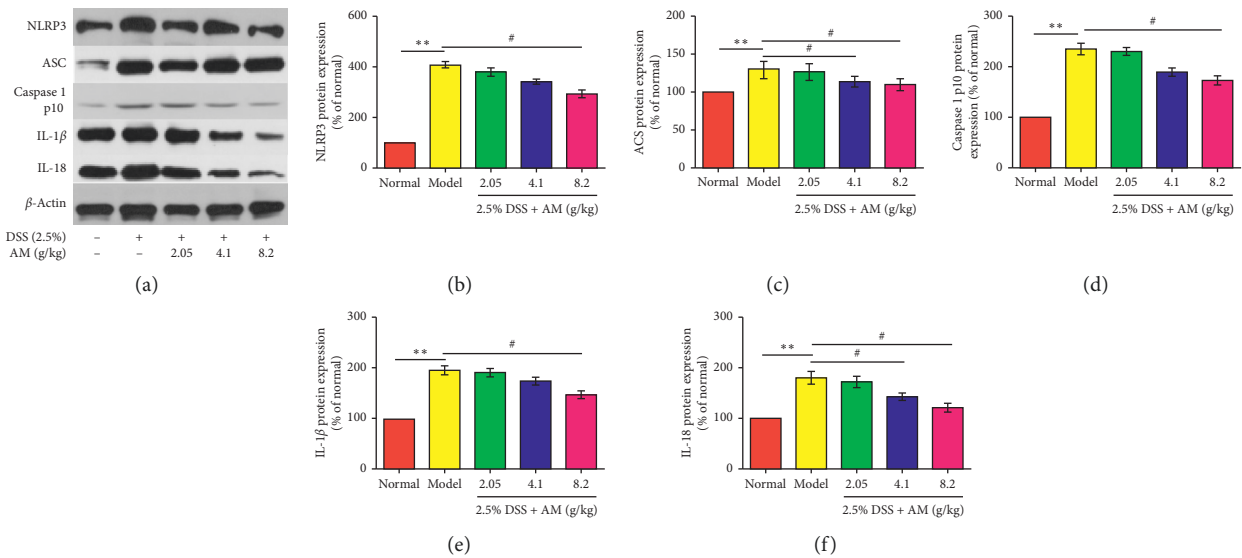 NLRP3
ASC
Caspase 1
p10
IL-1β
IL-18
β-Actin
DSS (2.5%) – + + + +
AM (g/kg) – – 2.05 4.1 8.2
(a)
NLRP3 protein expression
(% of normal)
600
400
200
0
**
#
Normal Model 2.05 4.1 8.2
2.5% DSS + AM (g/kg)
(b)
ACS protein expression
(% of normal)
200
150
100
50
0
**
#
#
Normal Model 2.05 4.1 8.2
2.5% DSS + AM (g/kg)
(c)
Caspase 1 p10 protein
expression (% of normal)
300
200
100
0
**
#
Normal Model 2.05 4.1 8.2
2.5% DSS + AM (g/kg)
(d)
IL-1β protein expression
(% of normal)
300
200
100
0
**
#
Normal Model 2.05 4.1 8.2
2.5% DSS + AM (g/kg)
(e)
IL-18 protein expression
(% of normal)
300
200
100
0
**
#
#
Normal Model 2.05 4.1 8.2
2.5% DSS + AM (g/kg)
(f)